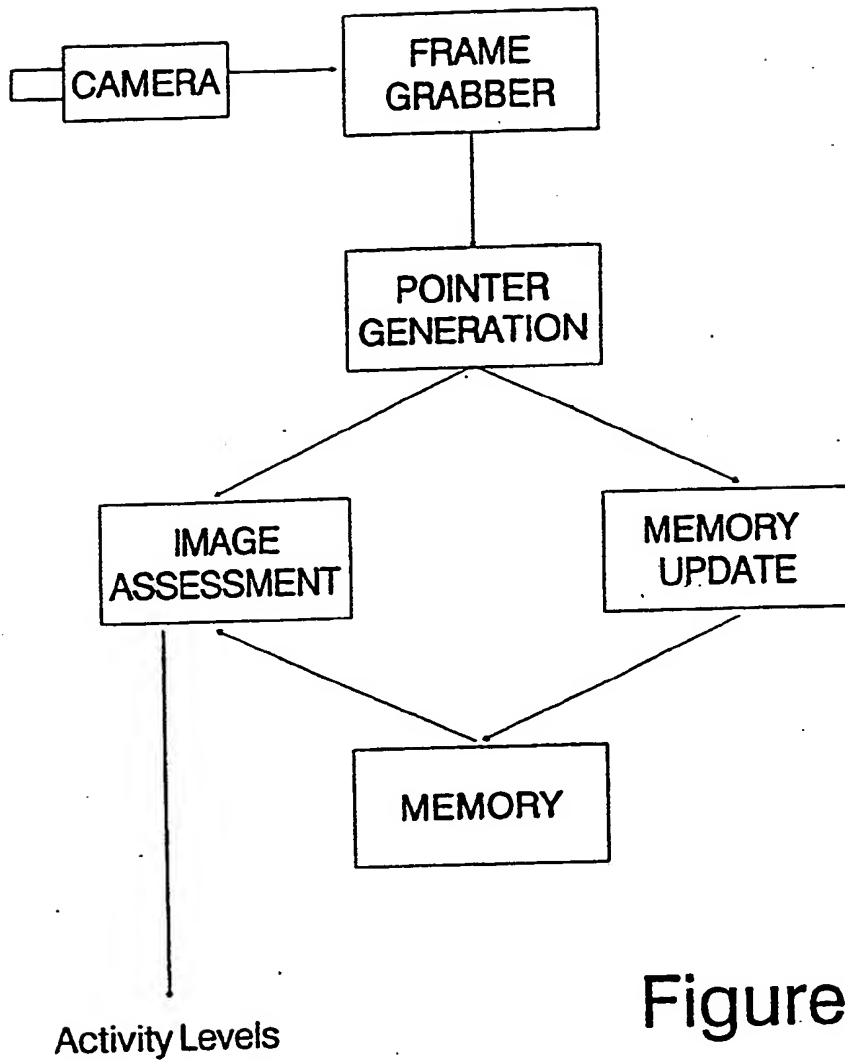 CAMERA
FRAME
GRABBER
POINTER
GENERATION
IMAGE
ASSESSMENT
MEMORY
UPDATE
MEMORY
Activity Levels
Figure